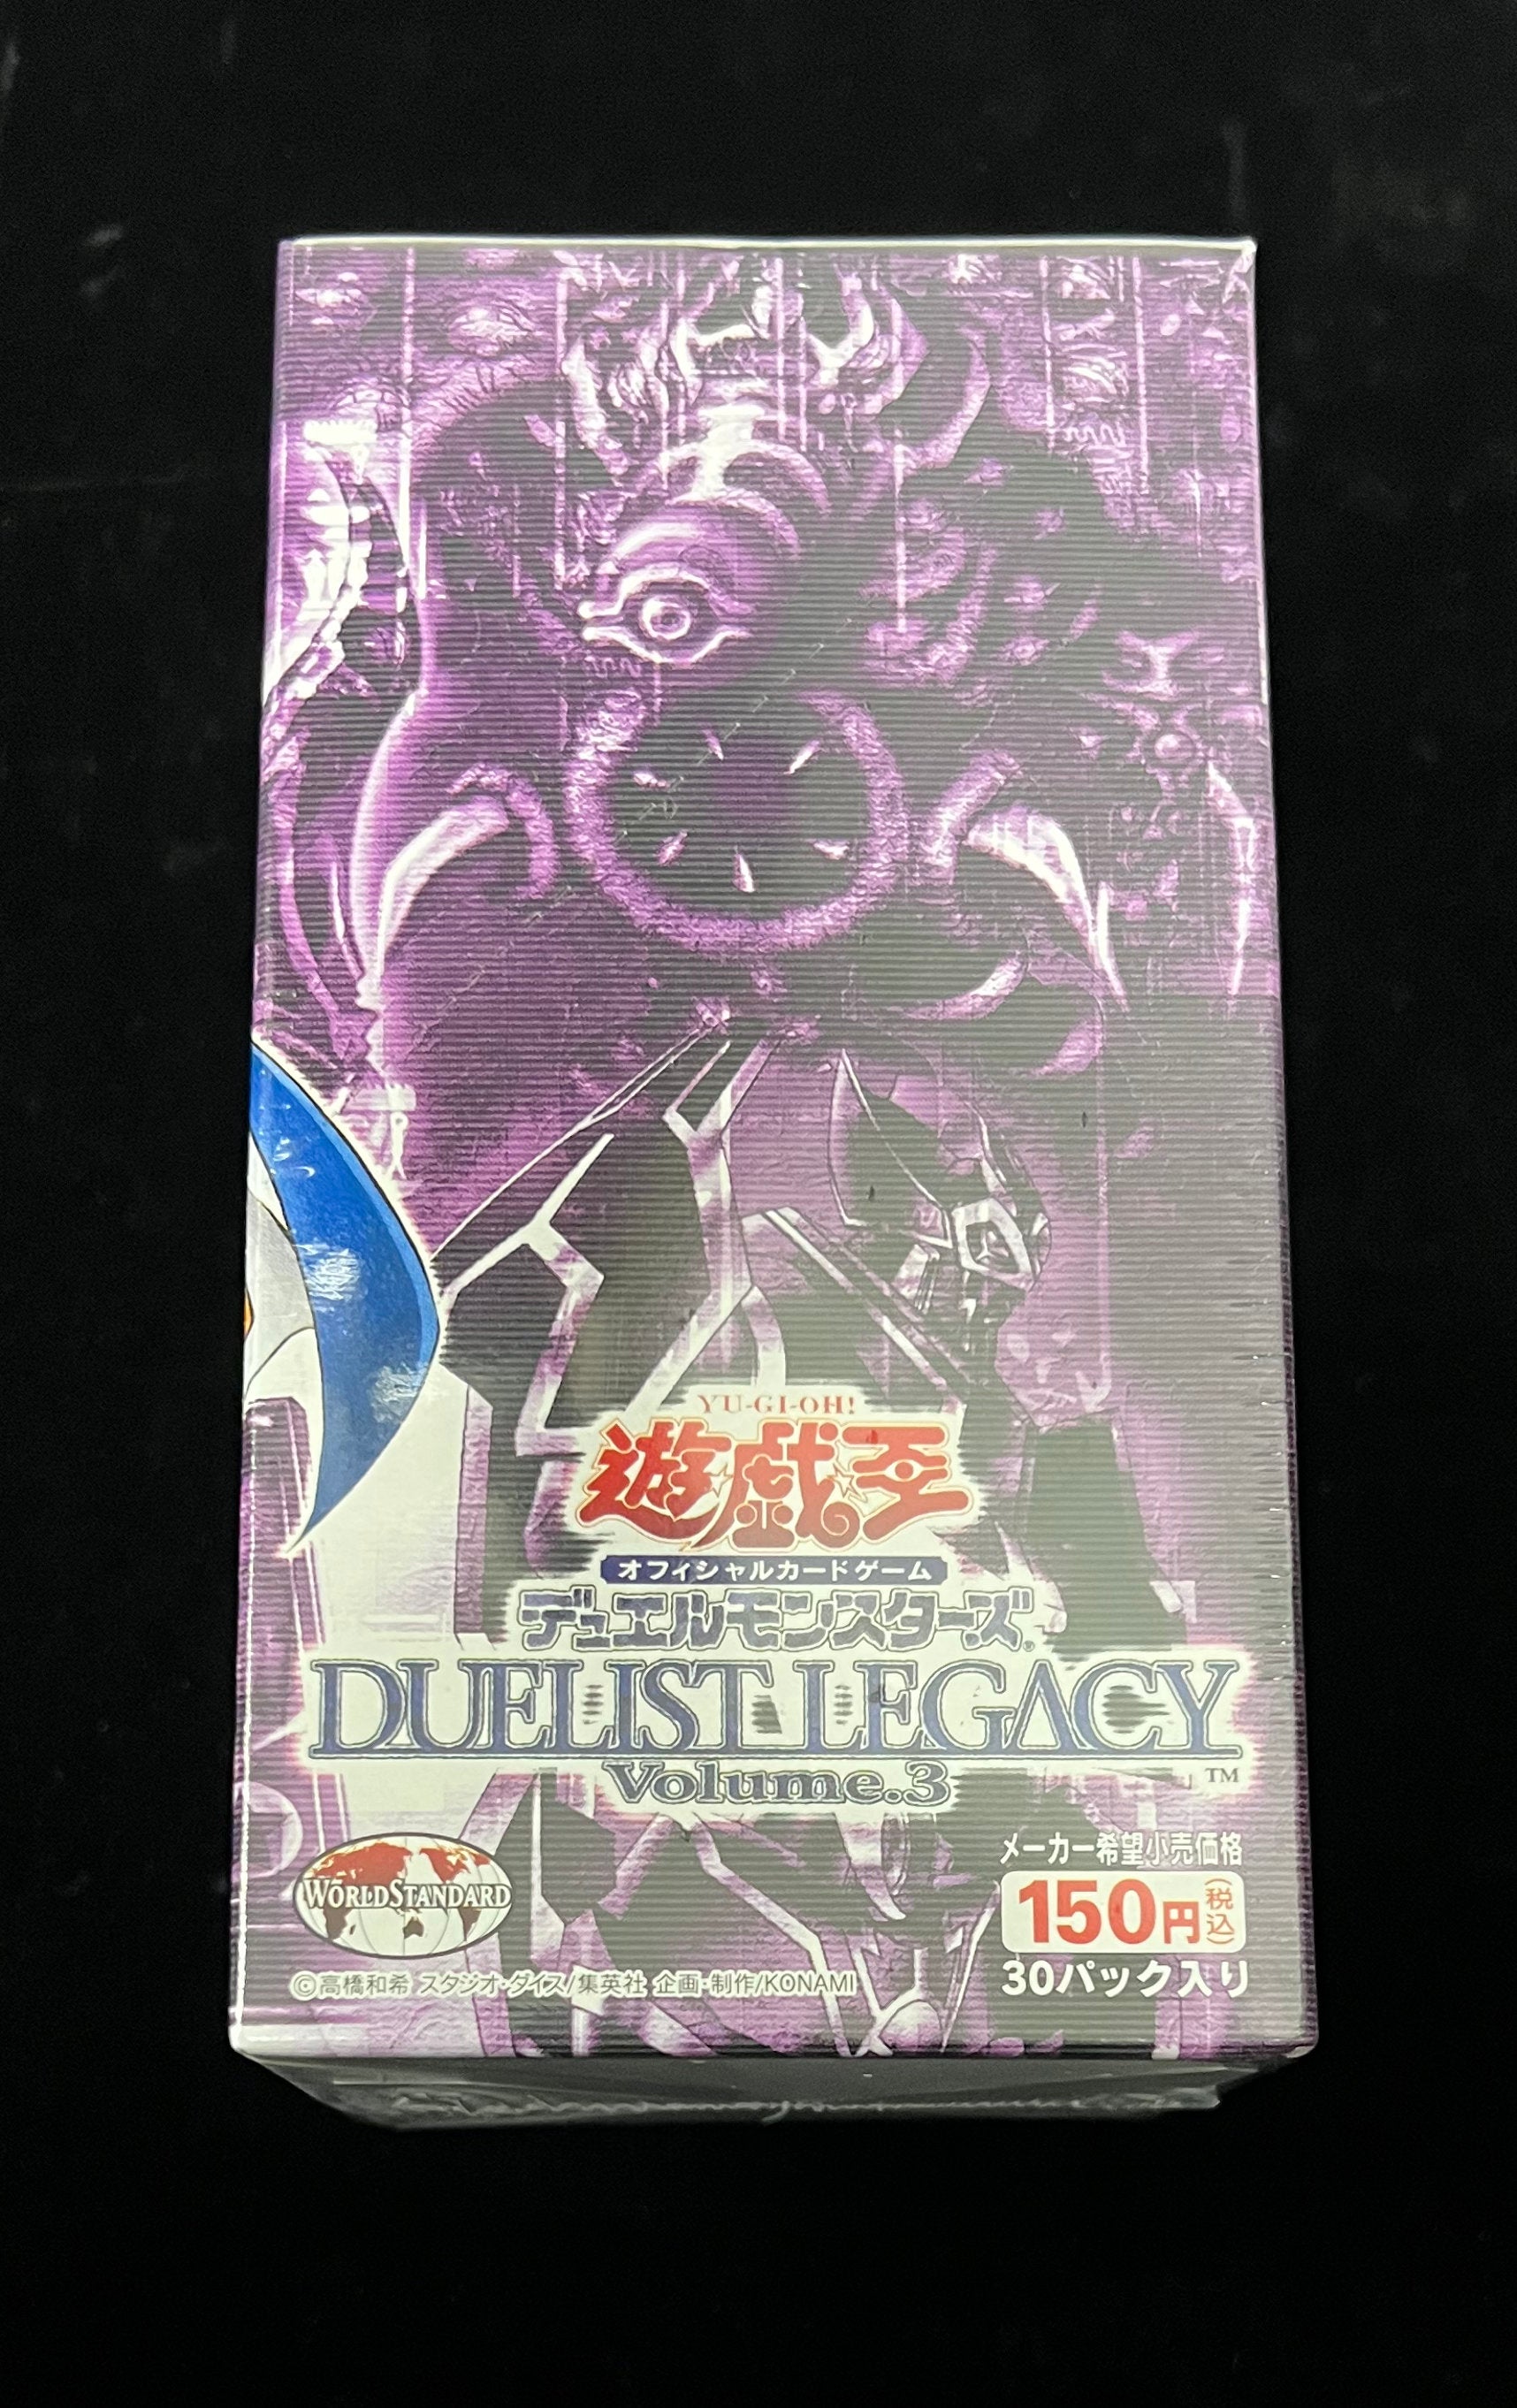 YU-GI-OH!
遊戯王
オフィシャルカードゲーム
デュエルモンスターズ®
DUELIST LEGACY
Volume.3
TM
WORLD STANDARD
メーカー希望小売価格
150円(税込)
30パック入り
©高橋和希 スタジオ・ダイス/集英社 企画・制作/KONAMI